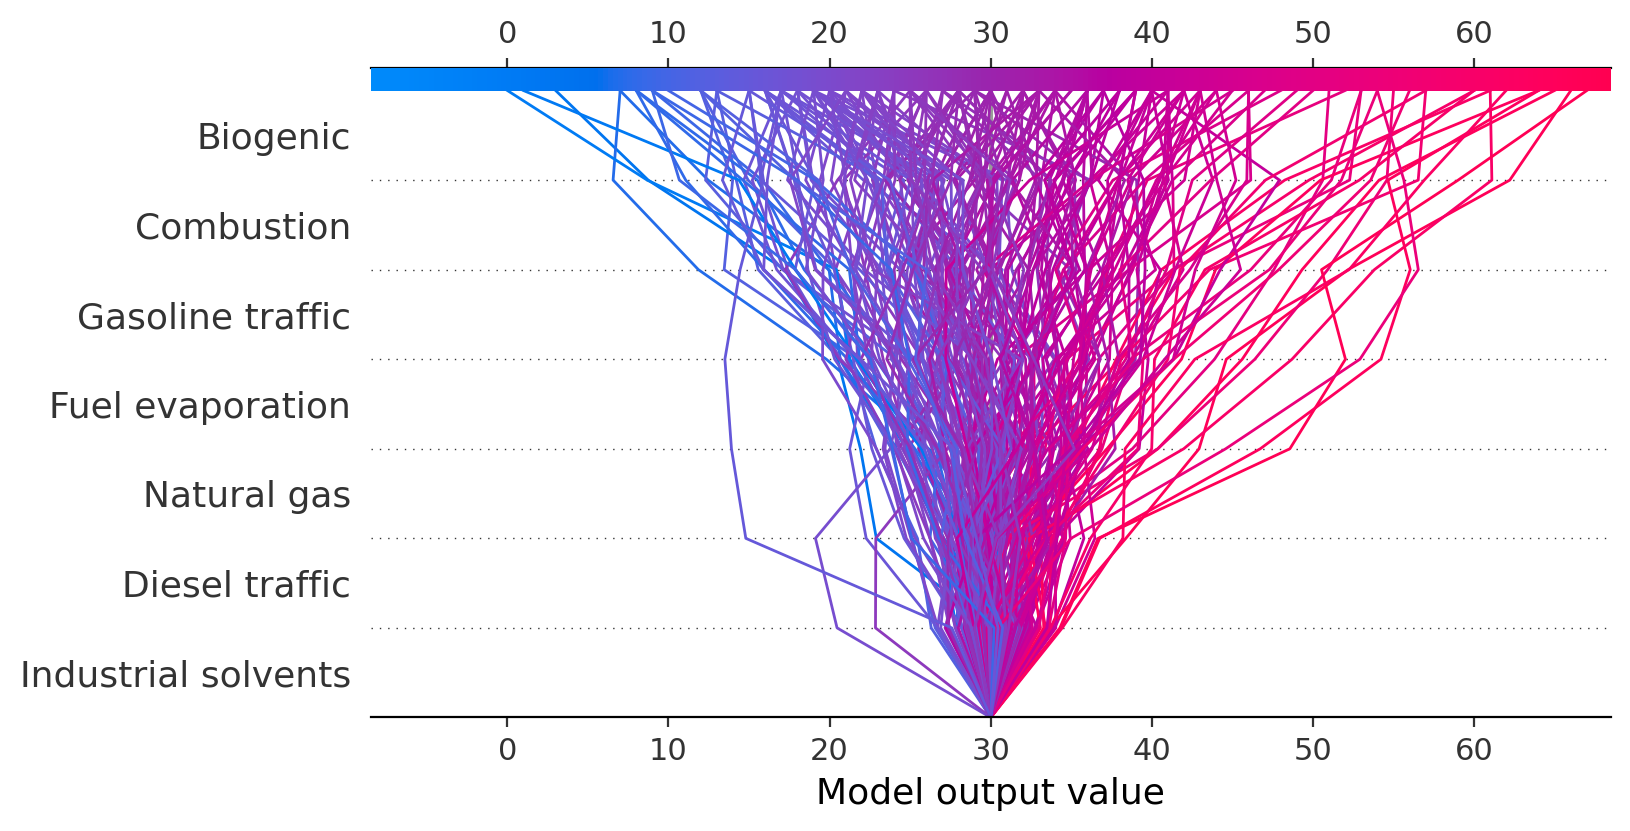 0 10 20 30 40 50 60
Biogenic
Combustion
Gasoline traffic
Fuel evaporation
Natural gas
Diesel traffic
Industrial solvents
0 10 20 30 40 50 60
Model output value